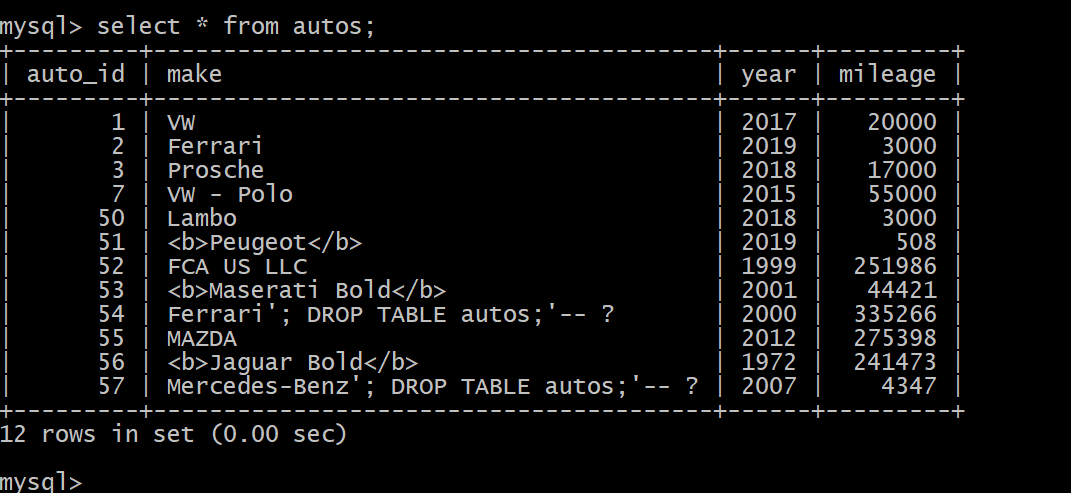 mysql> select * from autos;
+---------+----------------------------------------+------+---------+
| auto_id | make                                   | year | mileage |
+---------+----------------------------------------+------+---------+
|       1 | VW                                     | 2017 |   20000 |
|       2 | Ferrari                                | 2019 |    3000 |
|       3 | Prosche                                | 2018 |   17000 |
|       7 | VW - Polo                              | 2015 |   55000 |
|      50 | Lambo                                  | 2018 |    3000 |
|      51 | <b>Peugeot</b>                         | 2019 |     508 |
|      52 | FCA US LLC                             | 1999 |  251986 |
|      53 | <b>Maserati Bold</b>                   | 2001 |   44421 |
|      54 | Ferrari'; DROP TABLE autos;'-- ?       | 2000 |  335266 |
|      55 | MAZDA                                  | 2012 |  275398 |
|      56 | <b>Jaguar Bold</b>                     | 1972 |  241473 |
|      57 | Mercedes-Benz'; DROP TABLE autos;'-- ? | 2007 |    4347 |
+---------+----------------------------------------+------+---------+
12 rows in set (0.00 sec)
mysql>